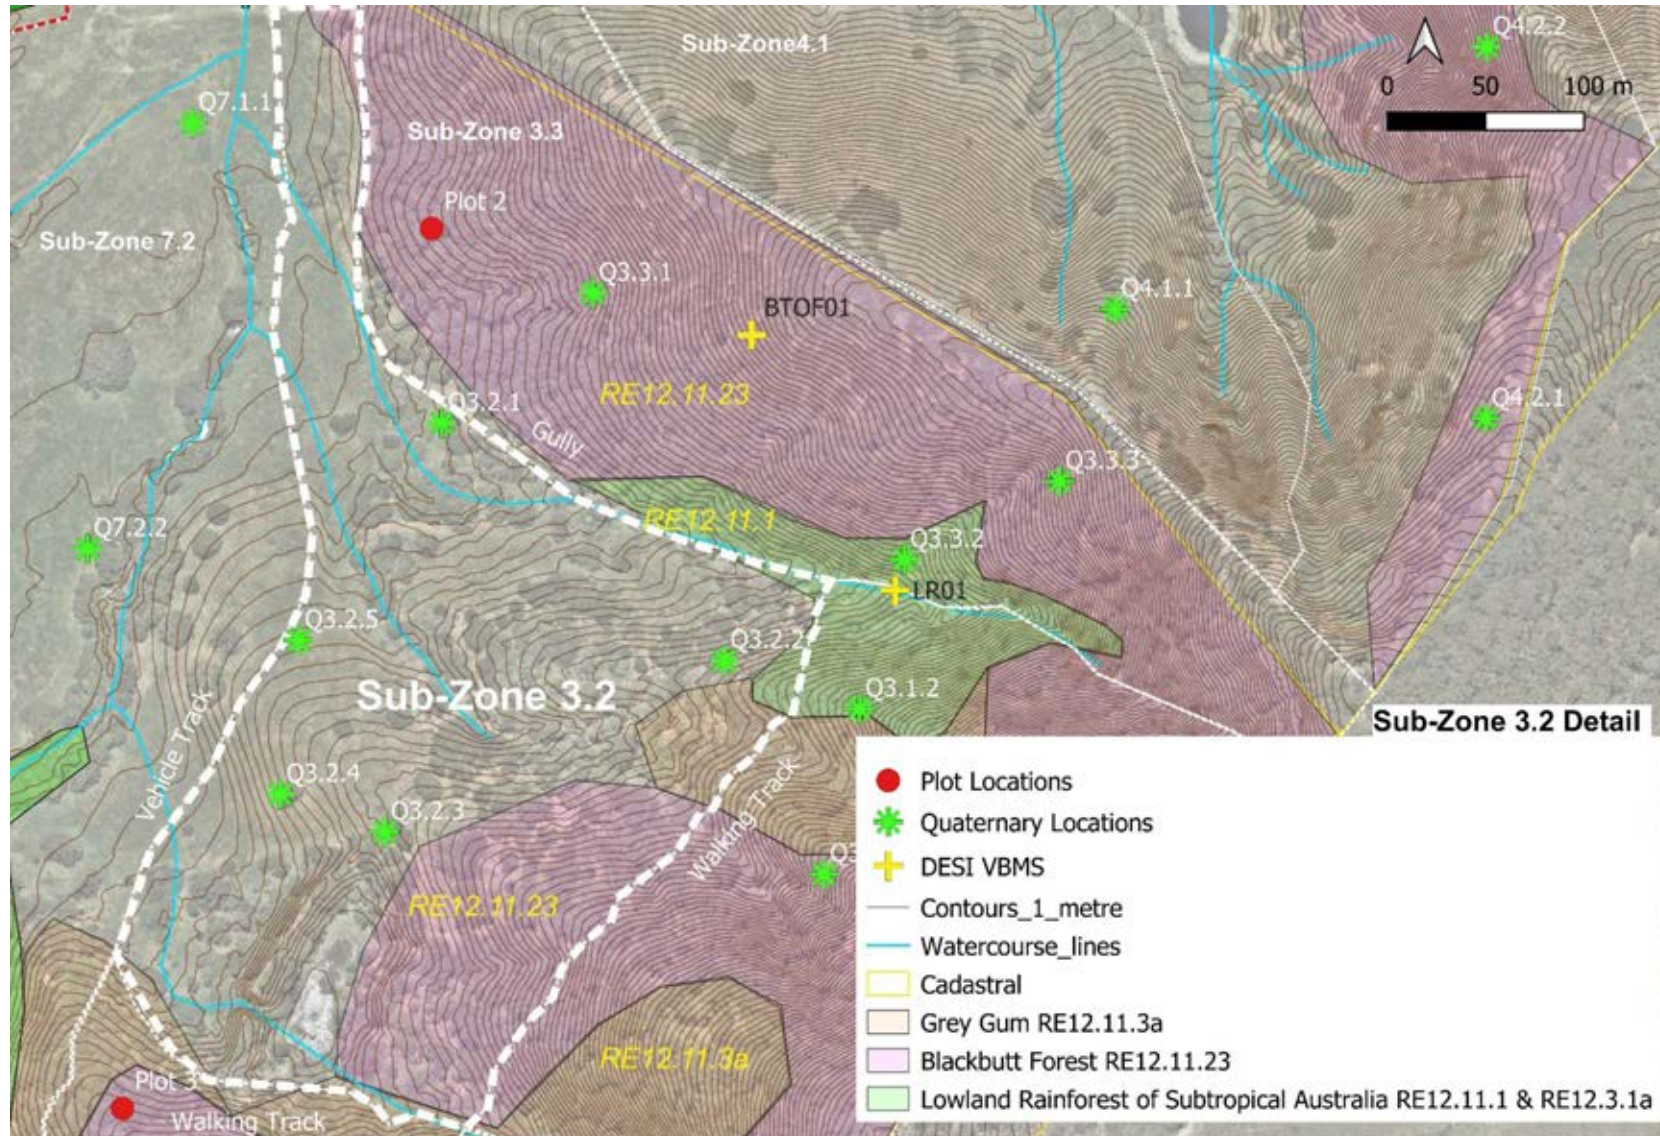 Sub-Zone4.1
Q4.2.2
0 50 100 m
Q7.1.1
Sub-Zone 3.3
Plot 2
Sub-Zone 7.2
Q3.3.1
BTOF01
Q4.1.1
RE12.11.23
Q3.2.1
Gully
Q4.2.1
Q3.3.3
RE12.11.1
Q7.2.2
Q3.3.2
LR01
Q3.2.5
Q3.2.2
Sub-Zone 3.2
Q3.1.2
Vehicle Track
Q3.2.4
Q3.2.3
Walking Track
RE12.11.23
RE12.11.3a
Plot 3
Walking Track
Sub-Zone 3.2 Detail
Plot Locations
Quaternary Locations
DESI VBMS
Contours_1_metre
Watercourse_lines
Cadastral
Grey Gum RE12.11.3a
Blackbutt Forest RE12.11.23
Lowland Rainforest of Subtropical Australia RE12.11.1 & RE12.3.1a